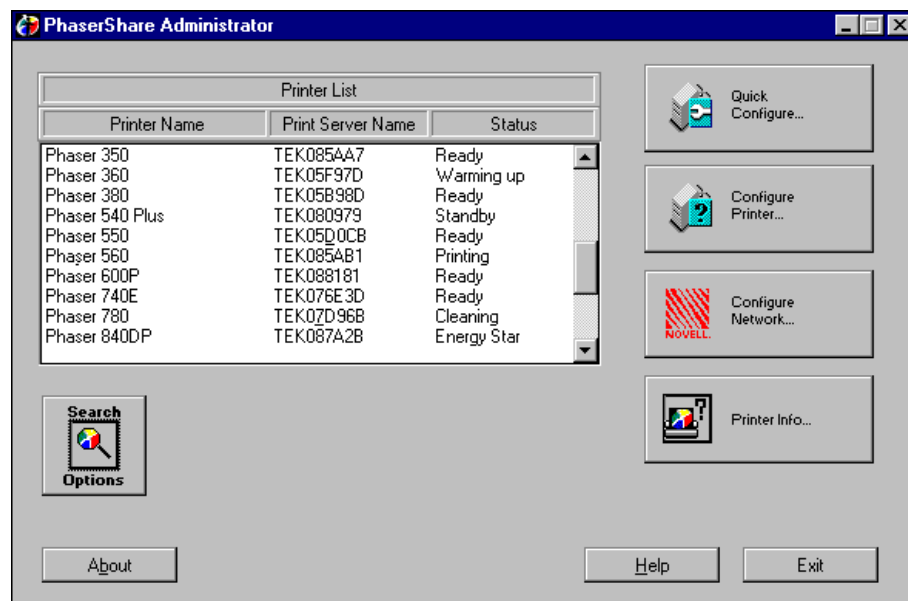 PhaserShare Administrator
Printer List
Printer Name Print Server Name Status
Phaser 350 TEK085AA7 Ready
Phaser 360 TEK05F97D Warming up
Phaser 380 TEK05B98D Ready
Phaser 540 Plus TEK080979 Standby
Phaser 550 TEK05D0CB Ready
Phaser 560 TEK085AB1 Printing
Phaser 600P TEK088181 Ready
Phaser 740E TEK076E3D Ready
Phaser 780 TEK07D96B Cleaning
Phaser 840DP TEK087A2B Energy Star
Quick
Configure...
Configure
Printer...
NOVELL.
Configure
Network...
Printer Info...
Search
Options
About
Help
Exit